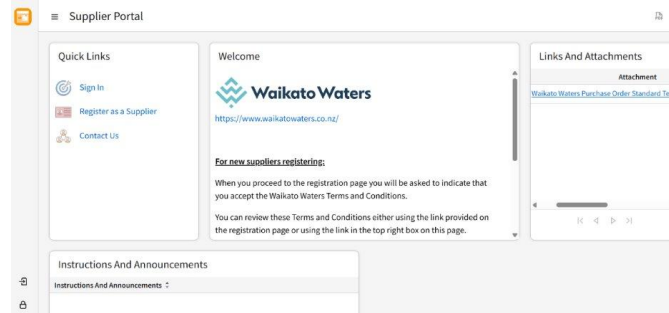 Supplier Portal
Quick Links
Sign In
Register as a Supplier
Contact Us
Welcome
Waikato Waters
https://www.waikatowaters.co.nz/
For new suppliers registering:
When you proceed to the registration page you will be asked to indicate that
you accept the Waikato Waters Terms and Conditions.
You can review these Terms and Conditions either using the link provided on
the registration page or using the link in the top right box on this page.
Links And Attachments
Attachment
Waikato Waters Purchase Order Standard Te
Instructions And Announcements
Instructions And Announcements